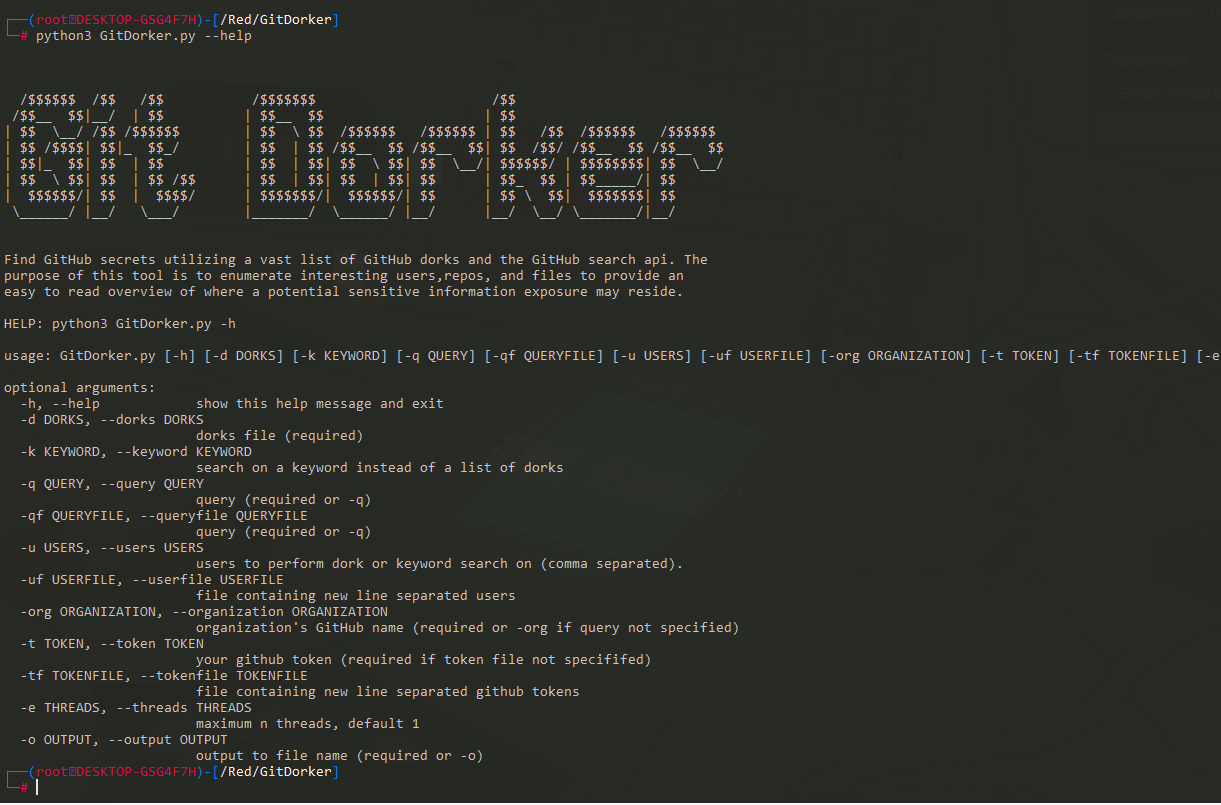 ┌──(root㉿DESKTOP-GSG4F7H)-[/Red/GitDorker]
└─# python3 GitDorker.py --help
  /$$$$$$  /$$   /$$           /$$$$$$$                      /$$
 /$$__  $$|__/  | $$          | $$__  $$                    | $$
| $$  \__/ /$$ /$$$$$$        | $$  \ $$  /$$$$$$   /$$$$$$ | $$   /$$  /$$$$$$   /$$$$$$
| $$ /$$$$| $$|_  $$_/        | $$  | $$ /$$__  $$ /$$__  $$| $$  /$$/ /$$__  $$ /$$__  $$
| $$|_  $$| $$  | $$          | $$  | $$| $$  \ $$| $$  \__/| $$$$$$/ | $$$$$$$$| $$  \__/
| $$  \ $$| $$  | $$ /$$      | $$  | $$| $$  | $$| $$      | $$_  $$ | $$_____/| $$
|  $$$$$$/| $$  |  $$$$/      | $$$$$$$/|  $$$$$$/| $$      | $$ \  $$|  $$$$$$$| $$
 \______/ |__/   \___/        |_______/  \______/ |__/      |__/  \__/ \_______/|__/
Find GitHub secrets utilizing a vast list of GitHub dorks and the GitHub search api. The
purpose of this tool is to enumerate interesting users,repos, and files to provide an
easy to read overview of where a potential sensitive information exposure may reside.
HELP: python3 GitDorker.py -h
usage: GitDorker.py [-h] [-d DORKS] [-k KEYWORD] [-q QUERY] [-qf QUERYFILE] [-u USERS] [-uf USERFILE] [-org ORGANIZATION] [-t TOKEN] [-tf TOKENFILE] [-e
optional arguments:
  -h, --help            show this help message and exit
  -d DORKS, --dorks DORKS
                        dorks file (required)
  -k KEYWORD, --keyword KEYWORD
                        search on a keyword instead of a list of dorks
  -q QUERY, --query QUERY
                        query (required or -q)
  -qf QUERYFILE, --queryfile QUERYFILE
                        query (required or -q)
  -u USERS, --users USERS
                        users to perform dork or keyword search on (comma separated).
  -uf USERFILE, --userfile USERFILE
                        file containing new line separated users
  -org ORGANIZATION, --organization ORGANIZATION
                        organization's GitHub name (required or -org if query not specified)
  -t TOKEN, --token TOKEN
                        your github token (required if token file not specififed)
  -tf TOKENFILE, --tokenfile TOKENFILE
                        file containing new line separated github tokens
  -e THREADS, --threads THREADS
                        maximum n threads, default 1
  -o OUTPUT, --output OUTPUT
                        output to file name (required or -o)
┌──(root㉿DESKTOP-GSG4F7H)-[/Red/GitDorker]
└─#